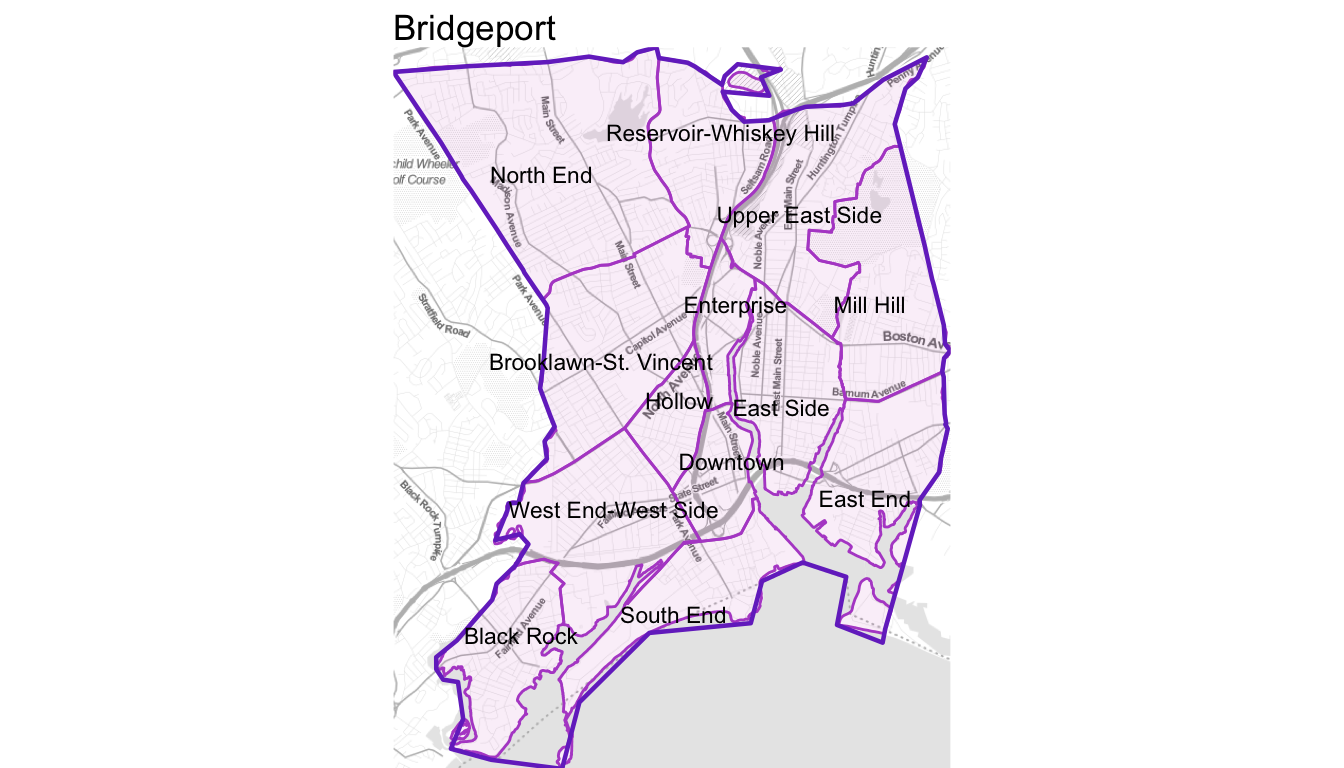 Bridgeport
Huntin
Penny Avenue
Main Street
Park Avenue
Reservoir-Whiskey Hill
Huntington Turnp
child Wheeler
olf Course
North End
Seltsam Road
Madison Avenue
Upper East Side
East Main Street
Noble Ave
Main Street
Park Avenue
Stratfield Road
Enterprise
Mill Hill
Capitol Avenue
Boston Av
Noble Avenue
East Main Street
Brooklawn-St. Vincent
North Avenue
Barnum Avenue
Hollow
East Side
Main Street
Downtown
Black Rock Turnpike
State Street
East End
West End-West Side
Park Avenue
South End
Fairfield Avenue
Black Rock